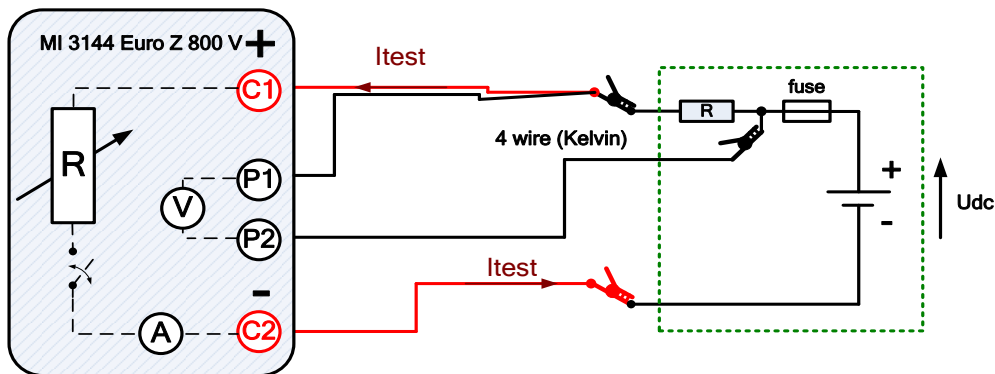 MI 3144 Euro Z 800 V +
Itest
C1
fuse
R
4 wire (Kelvin)
R
P1
V
+
Udc
P2
-
Itest
-
A
C2